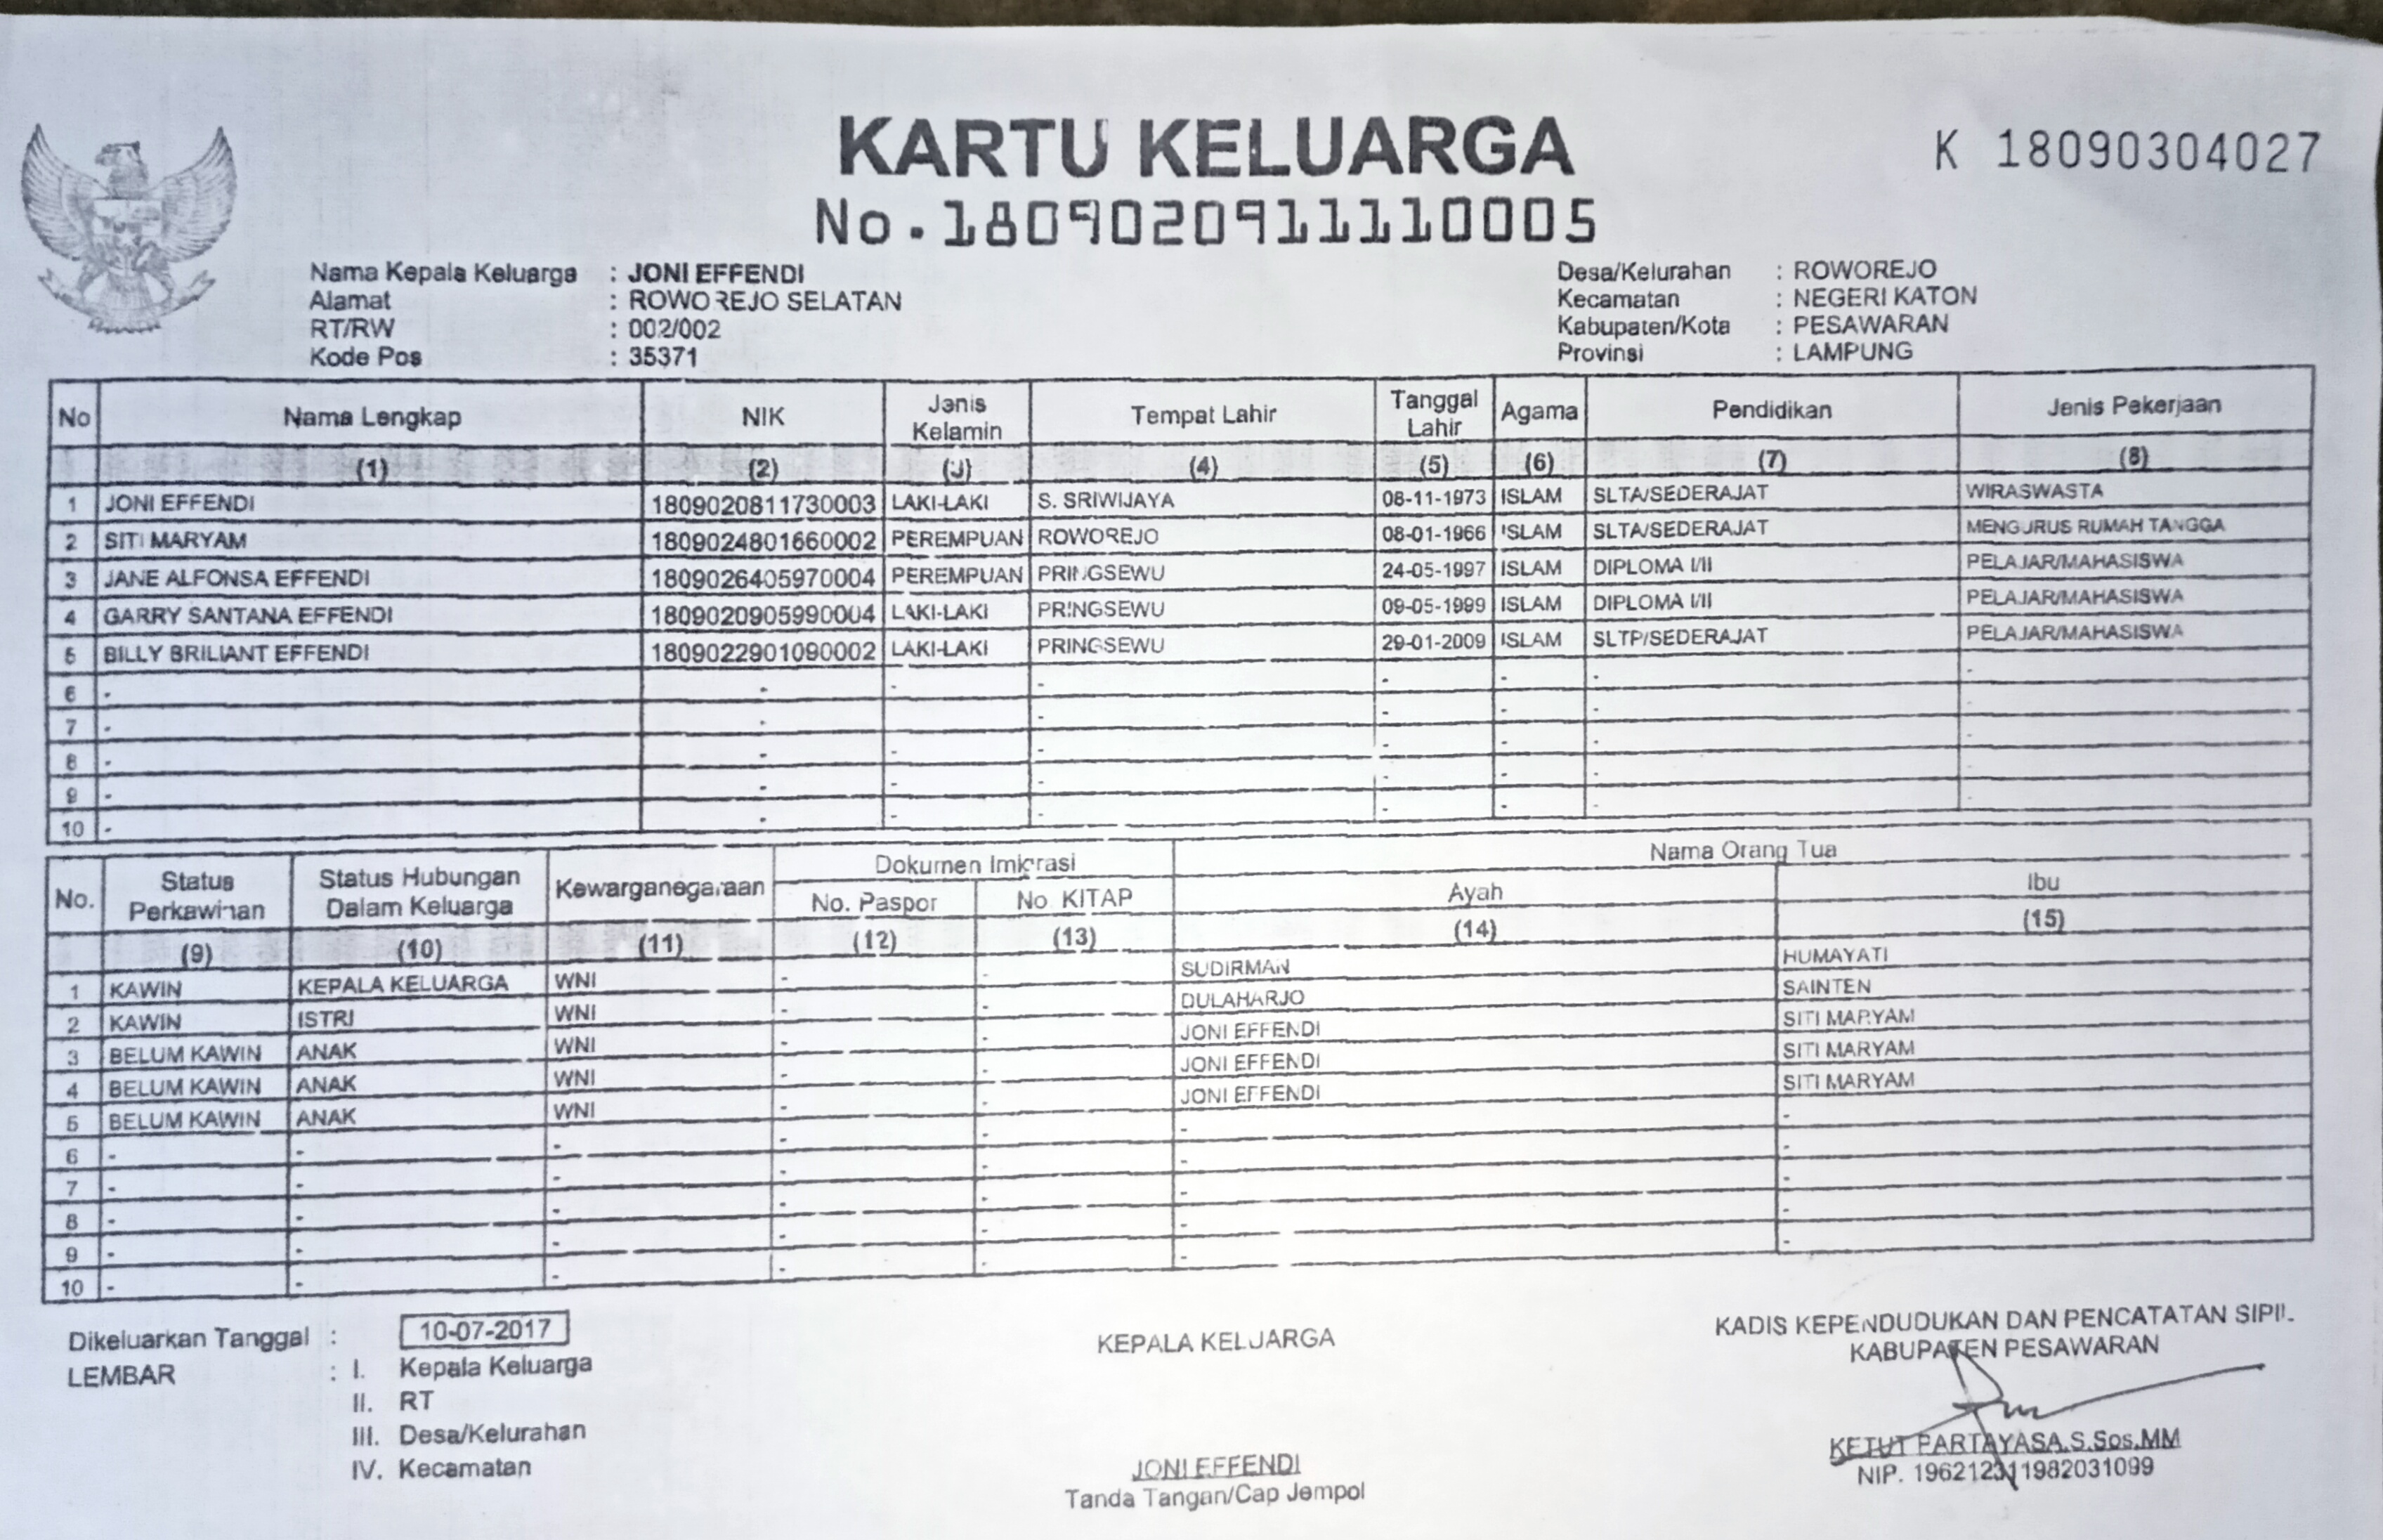 KARTU KELUARGA
K 18090304027
No.1809020911110005
Nama Kepala Keluarga : JONI EFFENDI
Alamat : ROWOREJO SELATAN
RT/RW : 002/002
Kode Pos : 35371
Desa/Kelurahan : ROWOREJO
Kecamatan : NEGERI KATON
Kabupaten/Kota : PESAWARAN
Provinsi : LAMPUNG
No Nama Lengkap NIK Jenis Kelamin Tempat Lahir Tanggal Lahir Agama Pendidikan Jenis Pekerjaan
(1) (2) (3) (4) (5) (6) (7) (8)
1 JONI EFFENDI 1809020811730003 LAKI-LAKI S. SRIWIJAYA 08-11-1973 ISLAM SLTA/SEDERAJAT WIRASWASTA
2 SITI MARYAM 1809024801660002 PEREMPUAN ROWOREJO 08-01-1966 ISLAM SLTA/SEDERAJAT MENGURUS RUMAH TANGGA
3 JANE ALFONSA EFFENDI 1809026405970004 PEREMPUAN PRINGSEWU 24-05-1997 ISLAM DIPLOMA I/II PELAJAR/MAHASISWA
4 GARRY SANTANA EFFENDI 1809020905990004 LAKI-LAKI PRINGSEWU 09-05-1999 ISLAM DIPLOMA I/II PELAJAR/MAHASISWA
5 BILLY BRILIANT EFFENDI 1809022901090002 LAKI-LAKI PRINGSEWU 29-01-2009 ISLAM SLTP/SEDERAJAT PELAJAR/MAHASISWA
6 - - - - - - - -
7 - - - - - - - -
8 - - - - - - - -
9 - - - - - - - -
10 - - - - - - - -
No. Status Perkawinan Status Hubungan Dalam Keluarga Kewarganegaraan Dokumen Imigrasi Nama Orang Tua
No. Paspor No. KITAP Ayah Ibu
(9) (10) (11) (12) (13) (14) (15)
1 KAWIN KEPALA KELUARGA WNI - - SUDIRMAN HUMAYATI
2 KAWIN ISTRI WNI - - DULAHARJO SAINTEN
3 BELUM KAWIN ANAK WNI - - JONI EFFENDI SITI MARYAM
4 BELUM KAWIN ANAK WNI - - JONI EFFENDI SITI MARYAM
5 BELUM KAWIN ANAK WNI - - JONI EFFENDI SITI MARYAM
6 - - - - - - -
7 - - - - - - -
8 - - - - - - -
9 - - - - - - -
10 - - - - - - -
Dikeluarkan Tanggal : 10-07-2017
LEMBAR : I. Kepala Keluarga
II. RT
III. Desa/Kelurahan
IV. Kecamatan
KEPALA KELUARGA
JONI EFFENDI
Tanda Tangan/Cap Jempol
KADIS KEPENDUDUKAN DAN PENCATATAN SIPIL
KABUPATEN PESAWARAN
KETUT PARTAYASA.S.Sos.MM
NIP. 196212311982031099